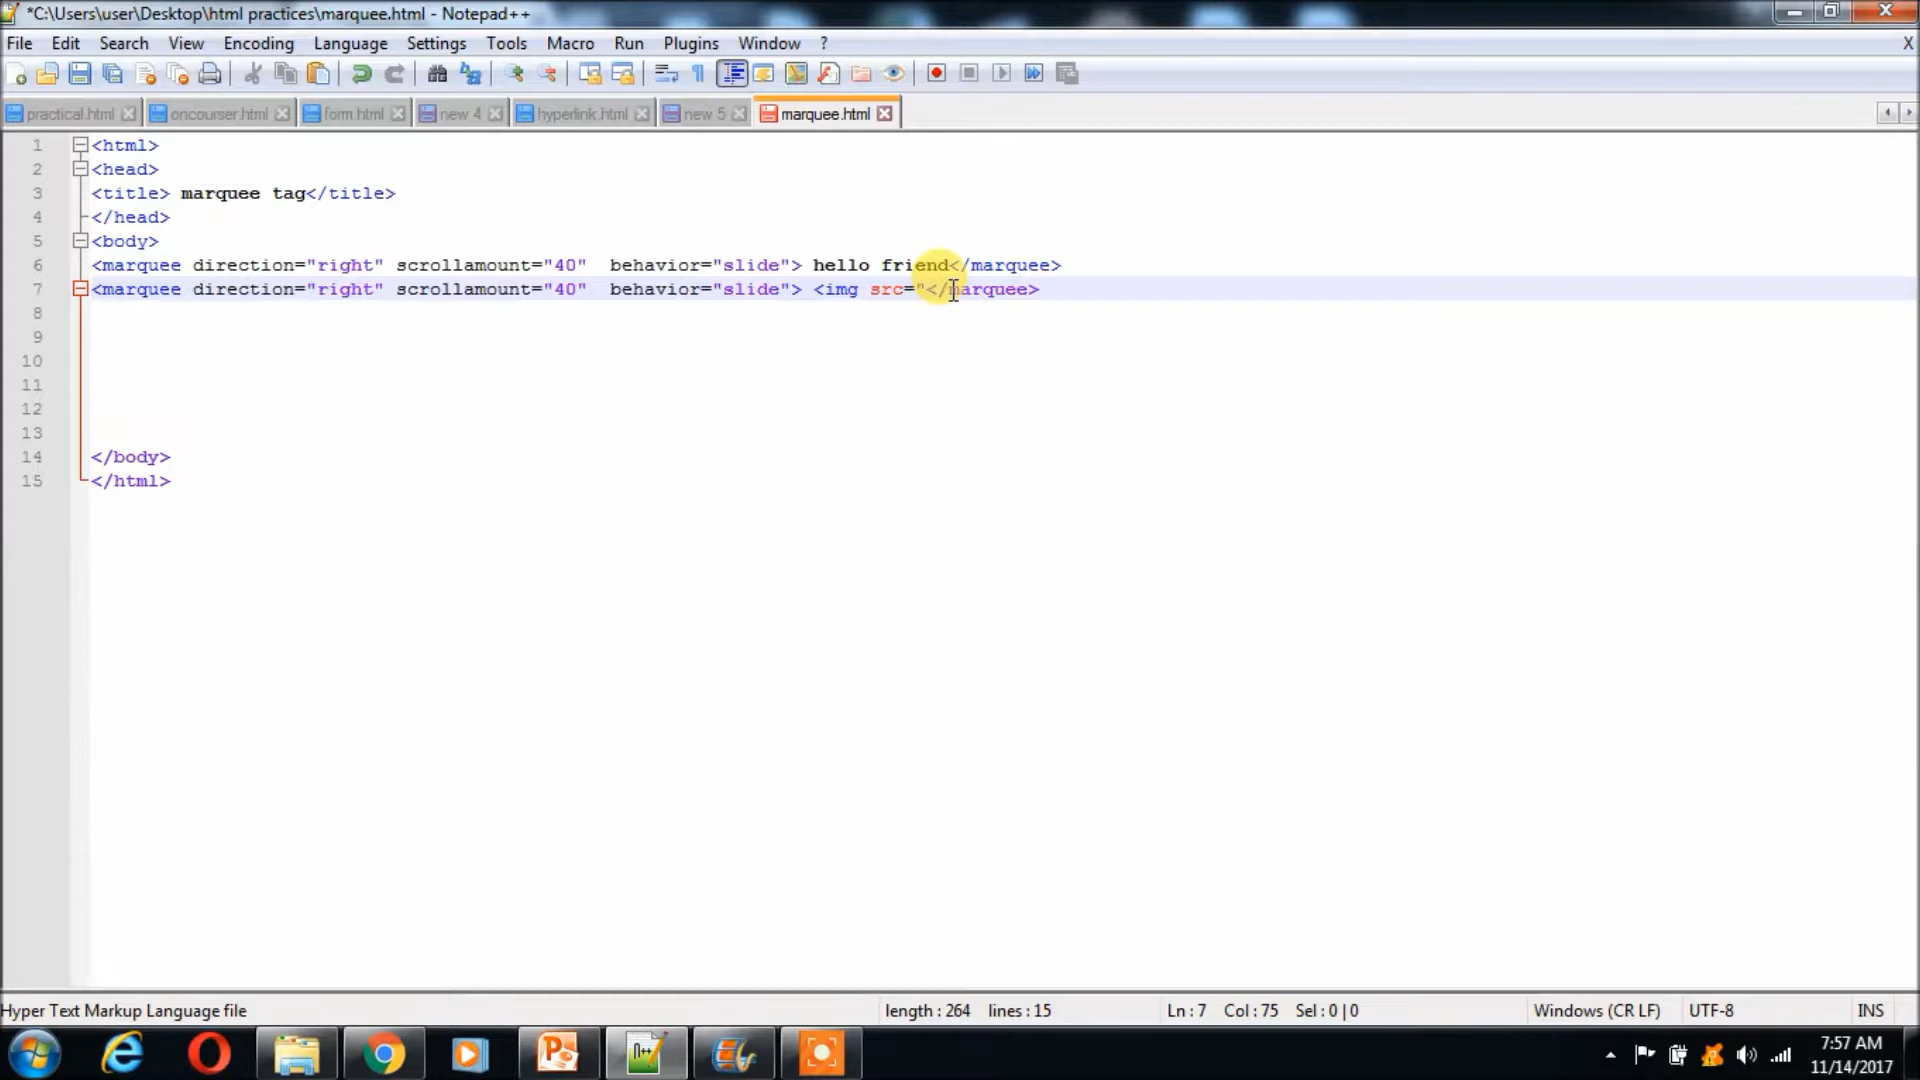 *C:\Users\user\Desktop\html practices\marquee.html - Notepad++
File Edit Search View Encoding Language Settings Tools Macro Run Plugins Window ? X
practical.html oncourser.html form.html new 4 hyperlink.html new 5 marquee.html
1 <html>
2 <head>
3 <title> marquee tag</title>
4 </head>
5 <body>
6 <marquee direction="right" scrollamount="40"  behavior="slide"> hello friend</marquee>
7 <marquee direction="right" scrollamount="40"  behavior="slide"> <img src="</marquee>
8
9
10
11
12
13
14 </body>
15 </html>
Hyper Text Markup Language file length : 264 lines : 15 Ln : 7 Col : 75 Sel : 0 | 0 Windows (CR LF) UTF-8 INS
7:57 AM
11/14/2017